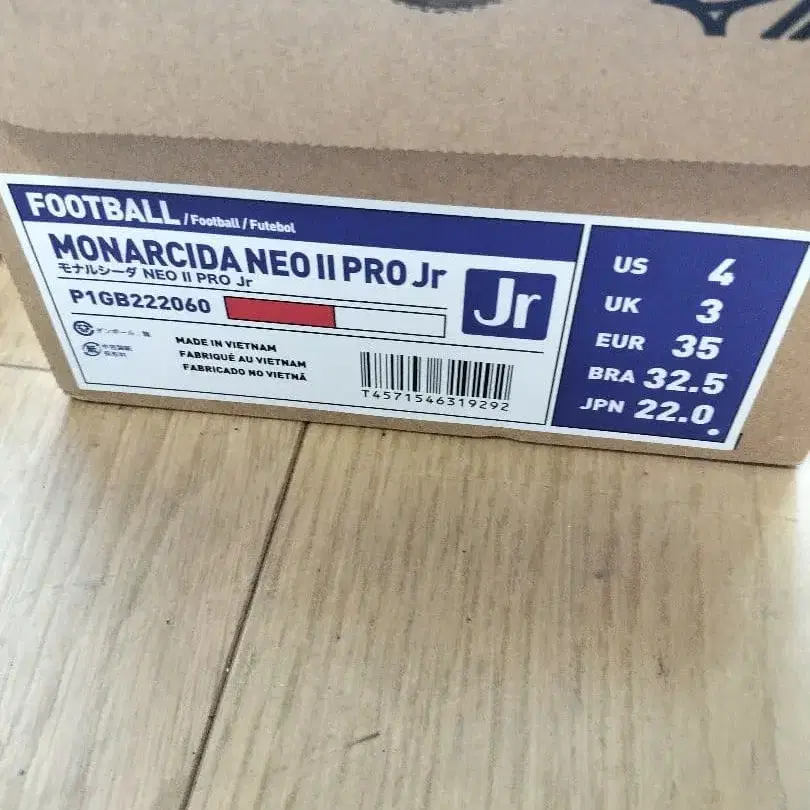 FOOTBALL / Football / Futebol
MONARCIDA NEO II PRO Jr
モナルシーダ NEO II PRO Jr
Jr
P1GB222060
MADE IN VIETNAM
FABRIQUÉ AU VIETNAM
FABRICADO NO VIETNÃ
T4571546319292
US 4
UK 3
EUR 35
BRA 32.5
JPN 22.0.